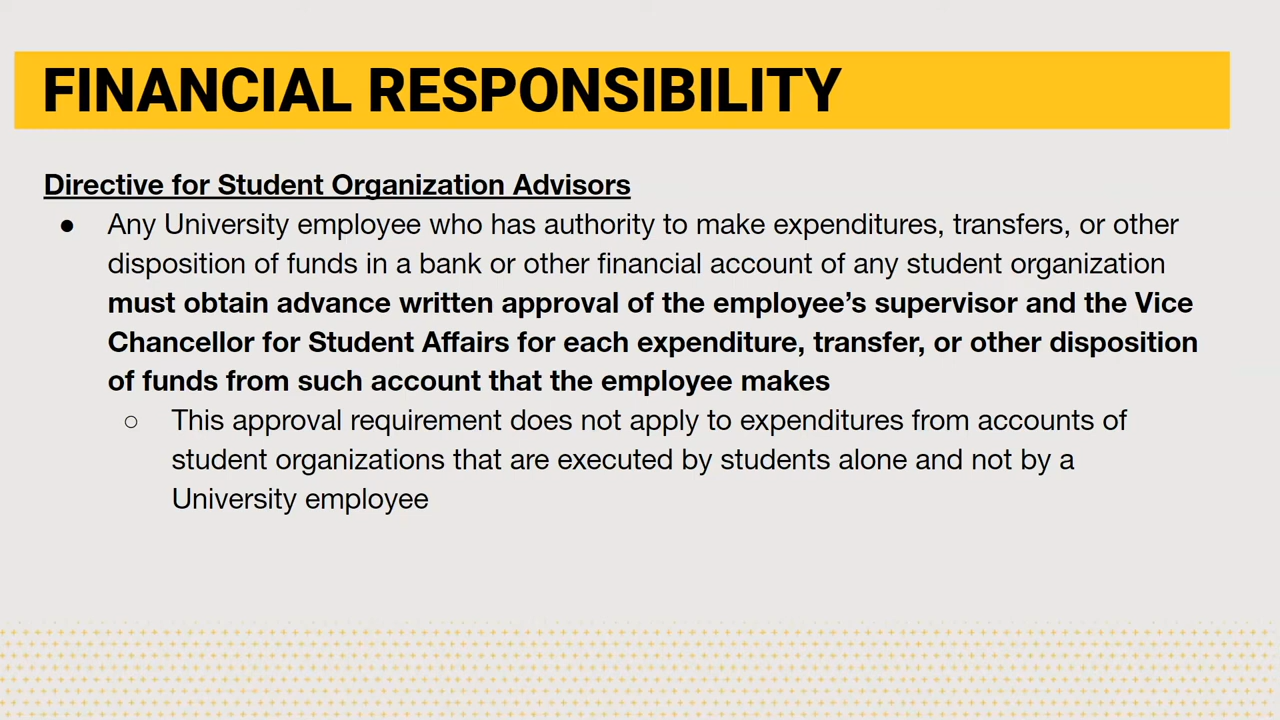 FINANCIAL RESPONSIBILITY
Directive for Student Organization Advisors
● Any University employee who has authority to make expenditures, transfers, or other
disposition of funds in a bank or other financial account of any student organization
must obtain advance written approval of the employee’s supervisor and the Vice
Chancellor for Student Affairs for each expenditure, transfer, or other disposition
of funds from such account that the employee makes
○ This approval requirement does not apply to expenditures from accounts of
student organizations that are executed by students alone and not by a
University employee